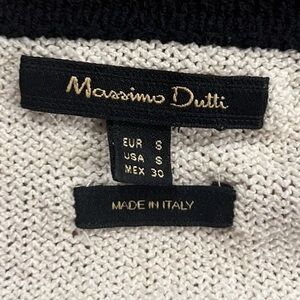 Massimo Dutti
EUR S
USA S
MEX 30
MADE IN ITALY